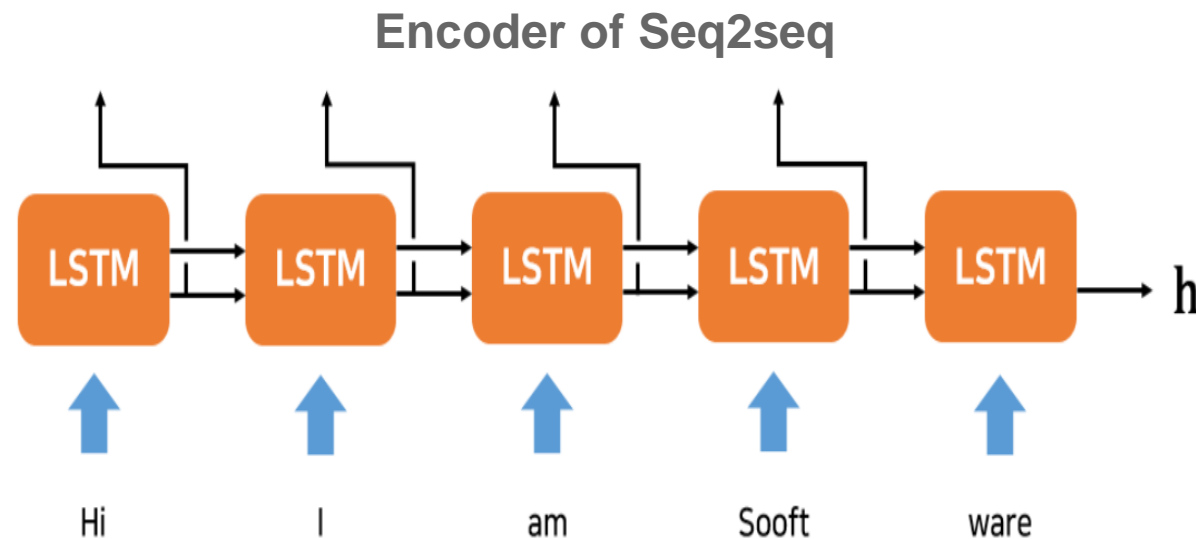 Encoder of Seq2seq
LSTM LSTM LSTM LSTM LSTM
h
Hi I am Sooft ware